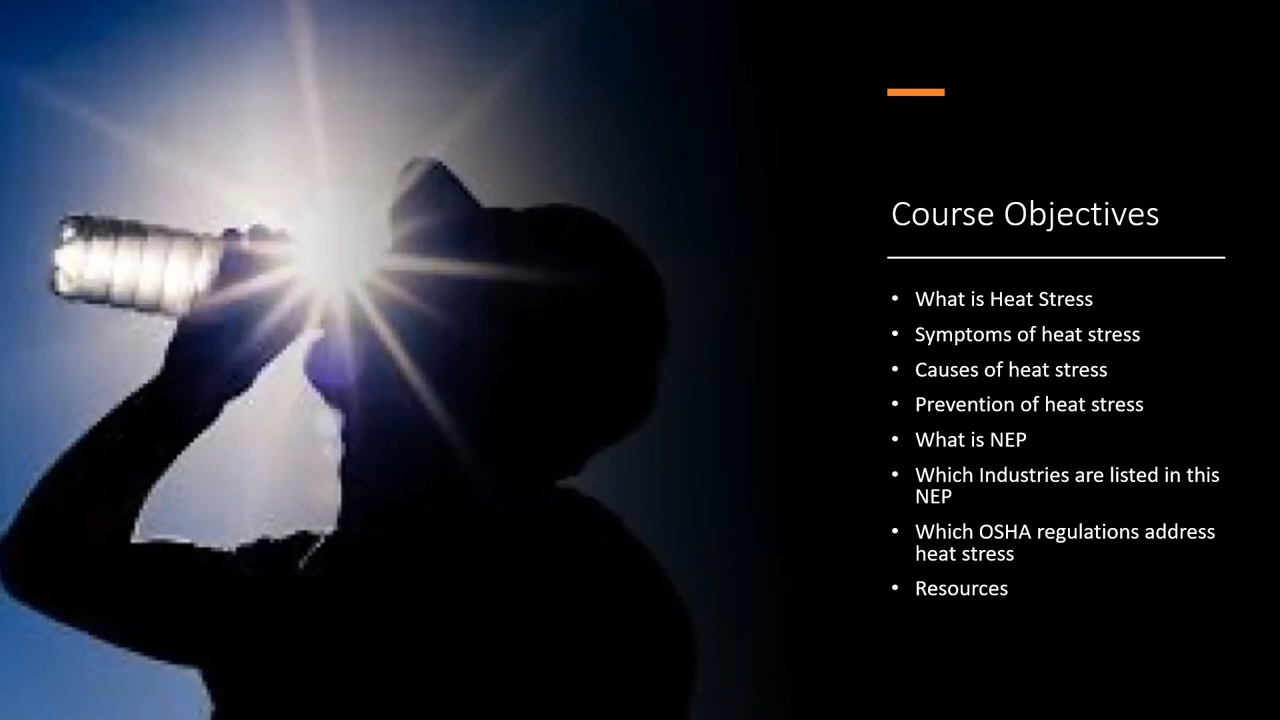 Course Objectives
• What is Heat Stress
• Symptoms of heat stress
• Causes of heat stress
• Prevention of heat stress
• What is NEP
• Which Industries are listed in this
NEP
• Which OSHA regulations address
heat stress
• Resources